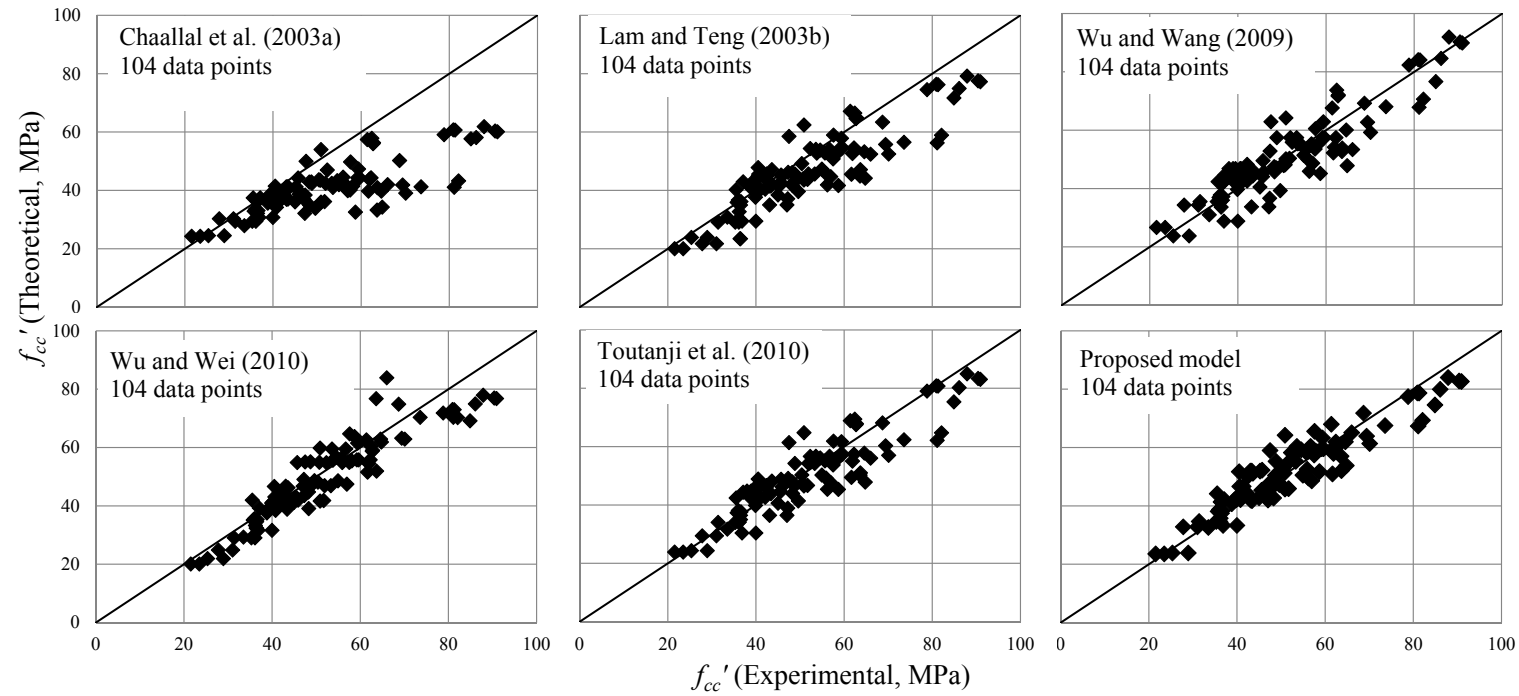 100
80
60
40
20
0
Chaallal et al. (2003a)
104 data points
Lam and Teng (2003b)
104 data points
Wu and Wang (2009)
104 data points
100
80
60
40
20
0
Wu and Wei (2010)
104 data points
Toutanji et al. (2010)
104 data points
Proposed model
104 data points
0 20 40 60 80 100
0 20 40 60 80 100
0 20 40 60 80 100
fcc' (Theoretical, MPa)
fcc' (Experimental, MPa)